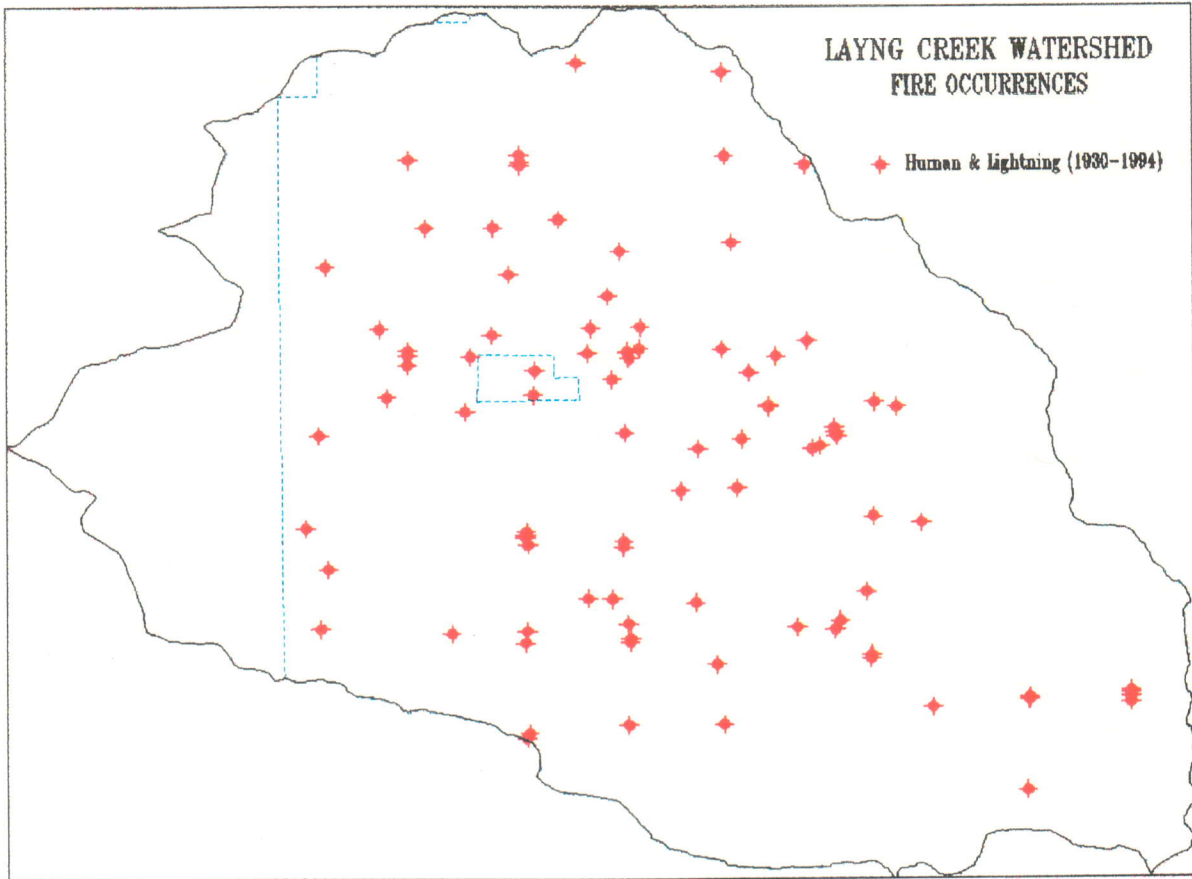 LAYNG CREEK WATERSHED
FIRE OCCURRENCES
Human & Lightning (1930-1994)